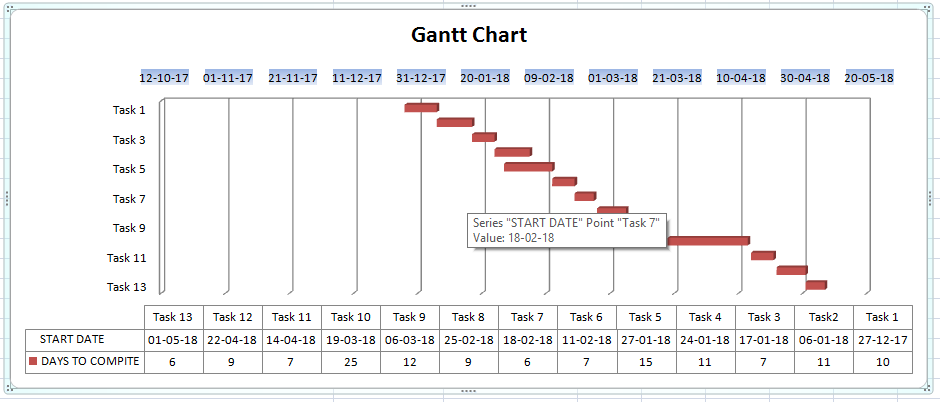 Gantt Chart
12-10-17 01-11-17 21-11-17 11-12-17 31-12-17 20-01-18 09-02-18 01-03-18 21-03-18 10-04-18 30-04-18 20-05-18
Task 1
Task 3
Task 5
Task 7
Series "START DATE" Point "Task 7"
Value: 18-02-18
Task 9
Task 11
Task 13
Task 13 Task 12 Task 11 Task 10 Task 9 Task 8 Task 7 Task 6 Task 5 Task 4 Task 3 Task2 Task 1
START DATE 01-05-18 22-04-18 14-04-18 19-03-18 06-03-18 25-02-18 18-02-18 11-02-18 27-01-18 24-01-18 17-01-18 06-01-18 27-12-17
DAYS TO COMPITE 6 9 7 25 12 9 6 7 15 11 7 11 10